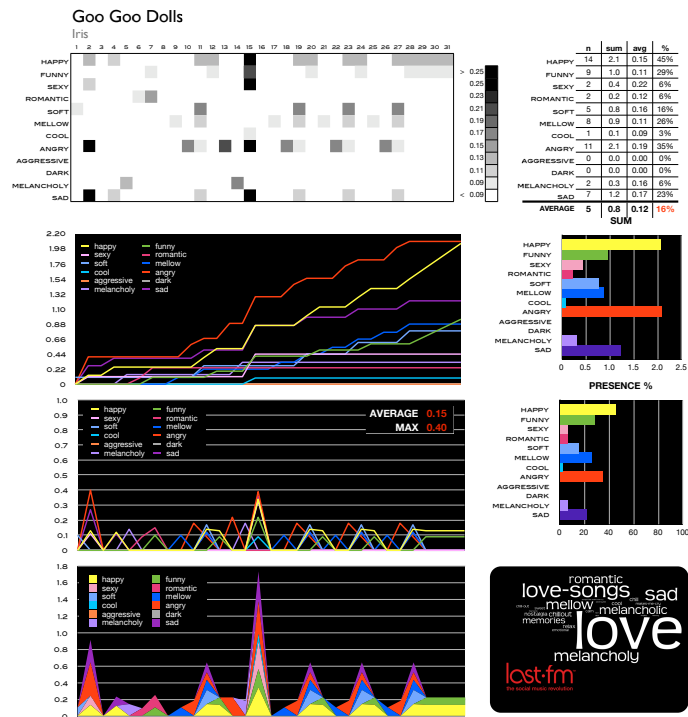 Goo Goo Dolls
Iris
1 2 3 4 5 6 7 8 9 10 11 12 13 14 15 16 17 18 19 20 21 22 23 24 25 26 27 28 29 30 31
HAPPY
FUNNY
SEXY
ROMANTIC
SOFT
MELLOW
COOL
ANGRY
AGGRESSIVE
DARK
MELANCHOLY
SAD
> 0.25
0.25
0.23
0.21
0.19
0.17
0.15
0.13
0.11
0.09
< 0.09
n sum avg %
HAPPY 14 2.1 0.15 45%
FUNNY 9 1.0 0.11 29%
SEXY 2 0.4 0.22 6%
ROMANTIC 2 0.2 0.12 6%
SOFT 5 0.8 0.16 16%
MELLOW 8 0.9 0.11 26%
COOL 1 0.1 0.09 3%
ANGRY 11 2.1 0.19 35%
AGGRESSIVE 0 0.0 0.00 0%
DARK 0 0.0 0.00 0%
MELANCHOLY 2 0.3 0.16 6%
SAD 7 1.2 0.17 23%
AVERAGE 5 0.8 0.12 16%
2.20
1.98
1.76
1.54
1.32
1.10
0.88
0.66
0.44
0.22
0
happy funny
sexy romantic
soft mellow
cool angry
aggressive dark
melancholy sad
SUM
HAPPY
FUNNY
SEXY
ROMANTIC
SOFT
MELLOW
COOL
ANGRY
AGGRESSIVE
DARK
MELANCHOLY
SAD
0 0.5 1.0 1.5 2.0 2.5
1.0
0.9
0.8
0.7
0.6
0.5
0.4
0.3
0.2
0.1
0
happy funny
sexy romantic
soft mellow
cool angry
aggressive dark
melancholy sad
AVERAGE 0.15
MAX 0.40
PRESENCE %
HAPPY
FUNNY
SEXY
ROMANTIC
SOFT
MELLOW
COOL
ANGRY
AGGRESSIVE
DARK
MELANCHOLY
SAD
0 20 40 60 80 100
1.8
1.6
1.4
1.2
1.0
0.8
0.6
0.4
0.2
0
happy funny
sexy romantic
soft mellow
cool angry
aggressive dark
melancholy sad
romantic
love-songs sad
mellow cool melancholic
nostalgia chillout
memories love
relax
melancholy
last.fm
the social music revolution